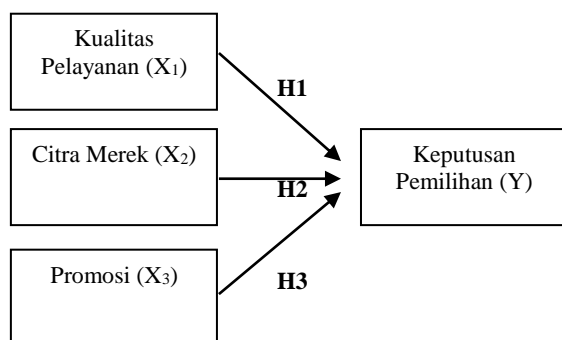 Kualitas
Pelayanan (X₁)
H1
Citra Merek (X₂)
H2
Keputusan
Pemilihan (Y)
Promosi (X₃)
H3